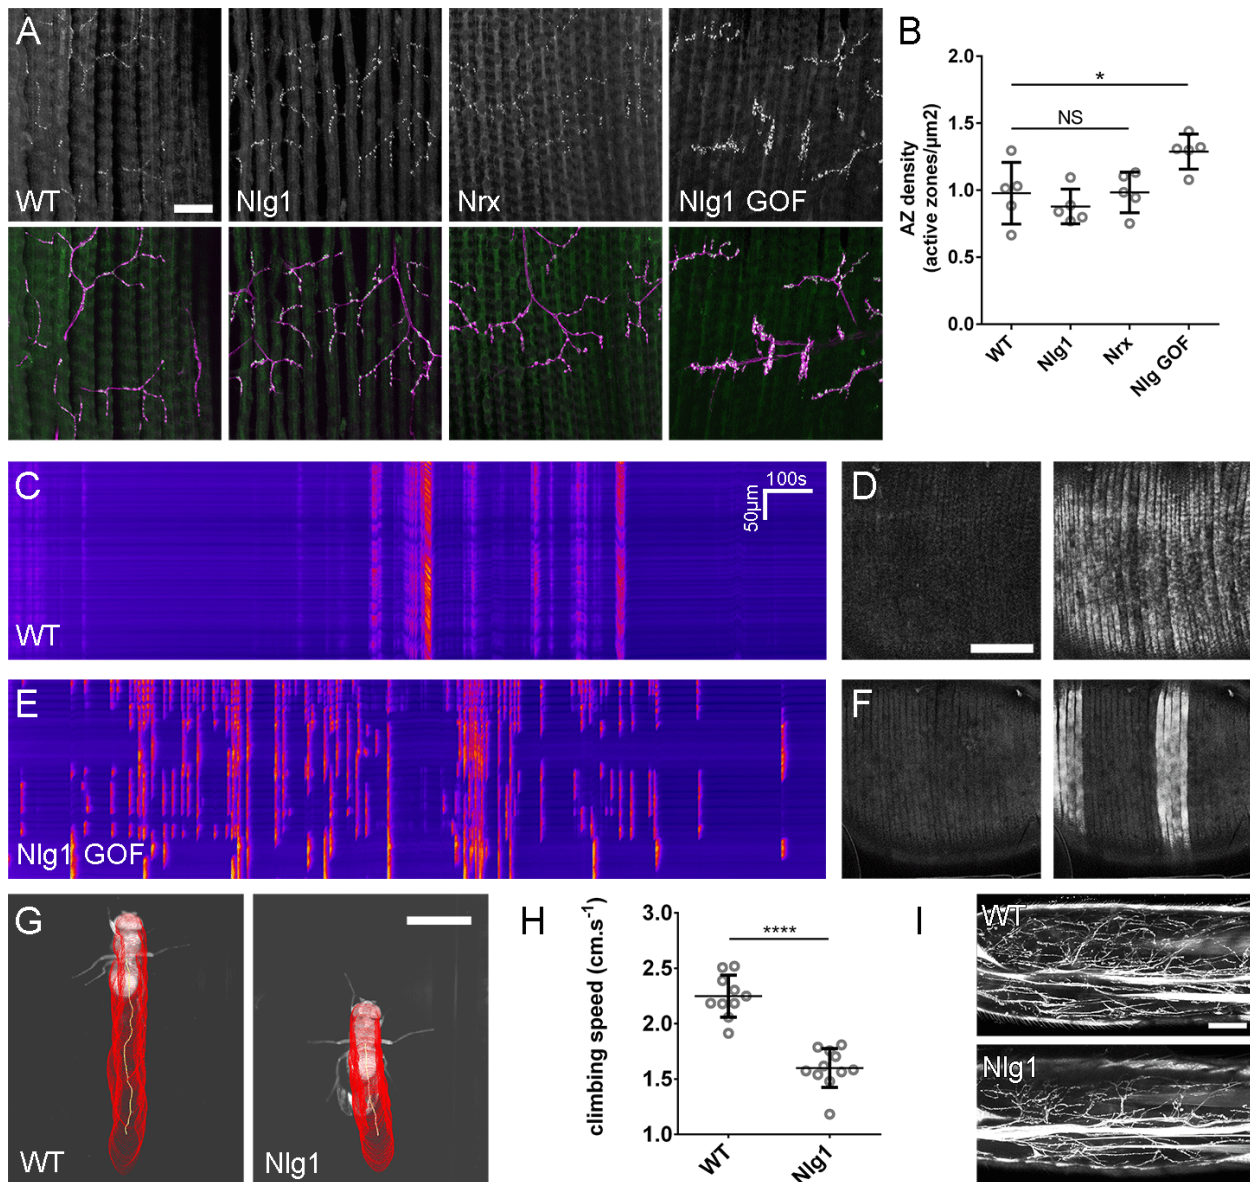 A
WT
Nlg1
Nrx
Nlg1 GOF
B
AZ density
(active zones/µm2)
2.0
1.5
1.0
0.5
0.0
*
NS
WT
Nlg1
Nrx
Nlg GOF
C
100s
50µm
WT
D
E
Nlg1 GOF
F
G
WT
Nlg1
H
climbing speed (cm.s-1)
3.0
2.5
2.0
1.5
1.0
****
WT
Nlg1
I
WT
Nlg1